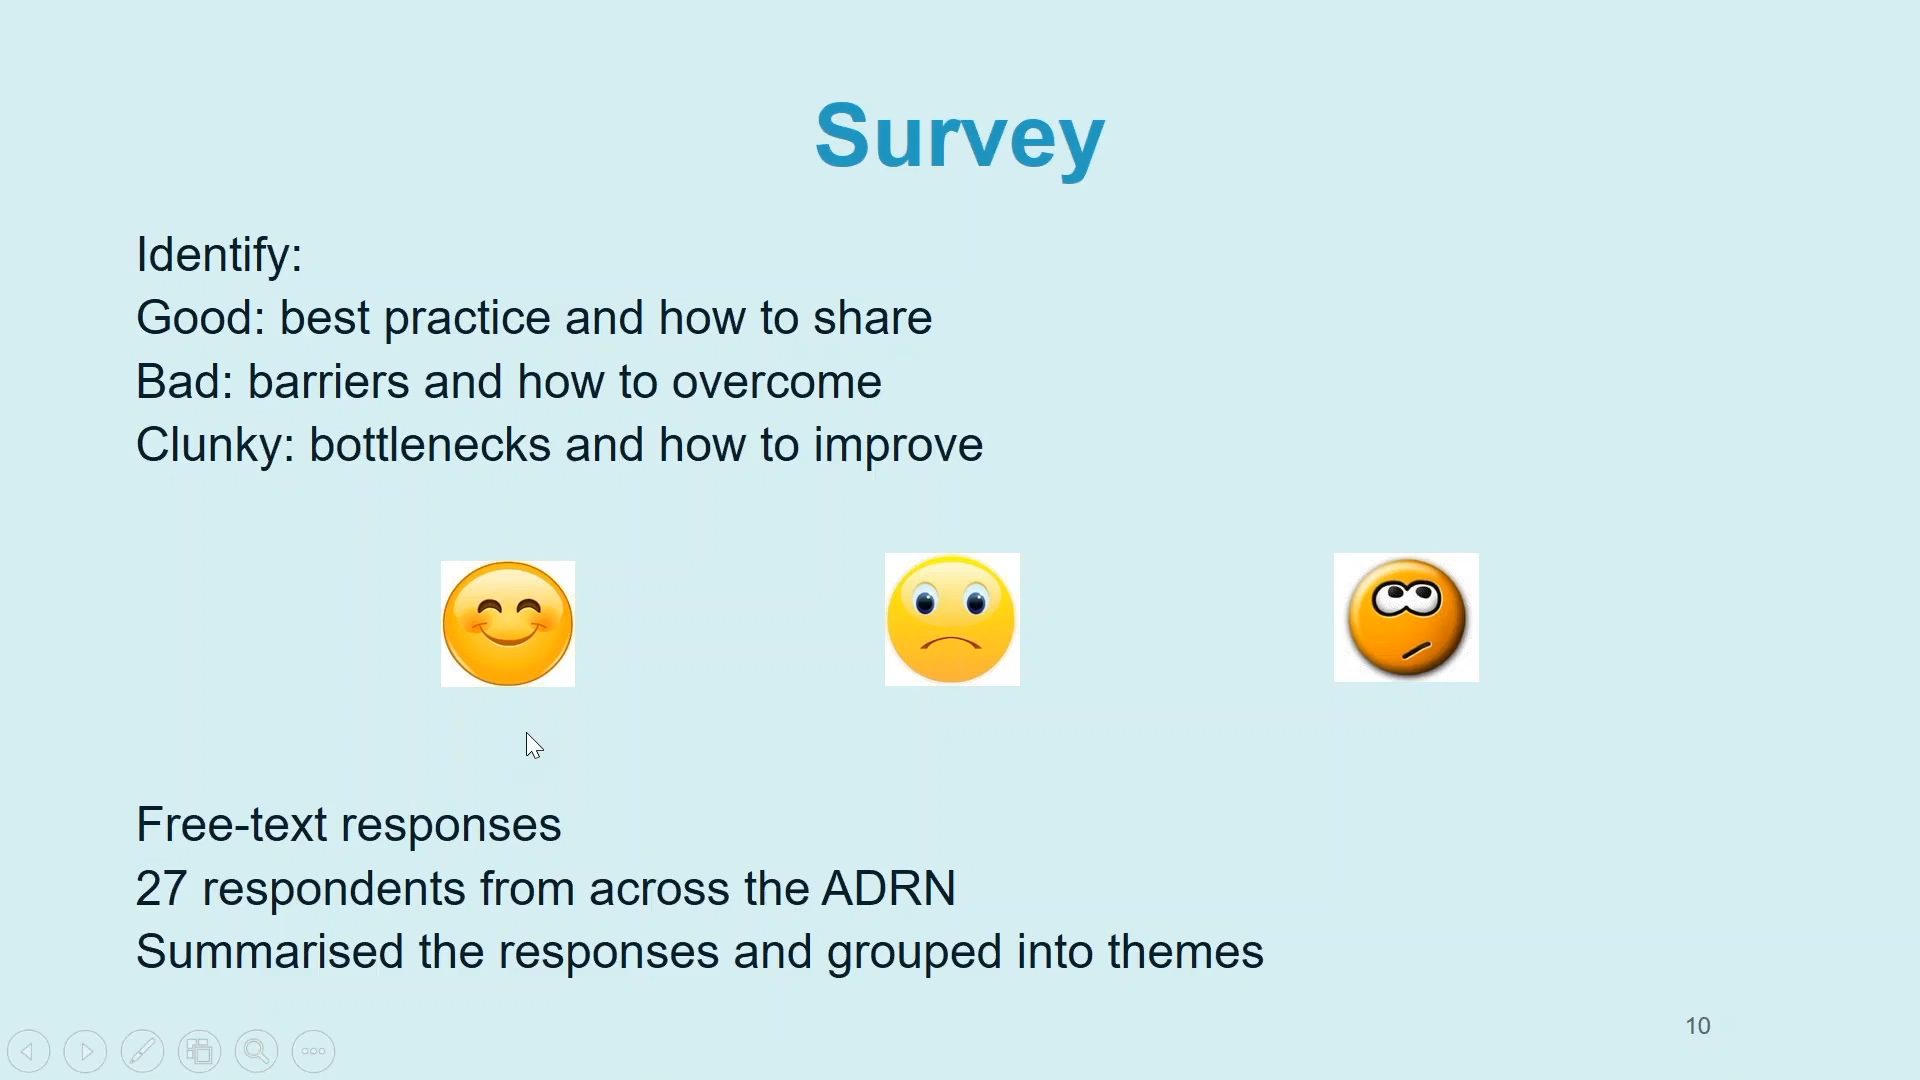 Survey
Identify:
Good: best practice and how to share
Bad: barriers and how to overcome
Clunky: bottlenecks and how to improve
Free-text responses
27 respondents from across the ADRN
Summarised the responses and grouped into themes
10